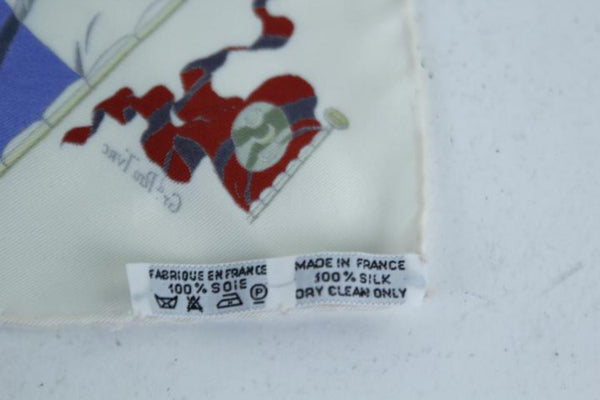 FABRIQUE EN FRANCE
100% SOIE
MADE IN FRANCE
100% SILK
DRY CLEAN ONLY